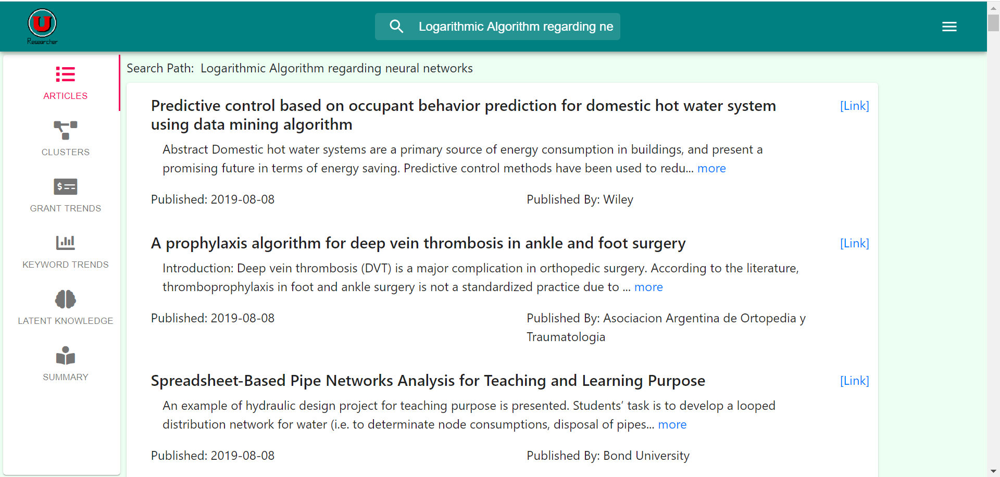 U
Researcher
Logarithmic Algorithm regarding ne
ARTICLES
CLUSTERS
$
GRANT TRENDS
KEYWORD TRENDS
LATENT KNOWLEDGE
SUMMARY
Search Path: Logarithmic Algorithm regarding neural networks
Predictive control based on occupant behavior prediction for domestic hot water system
using data mining algorithm
[Link]
Abstract Domestic hot water systems are a primary source of energy consumption in buildings, and present a
promising future in terms of energy saving. Predictive control methods have been used to redu... more
Published: 2019-08-08
Published By: Wiley
A prophylaxis algorithm for deep vein thrombosis in ankle and foot surgery
[Link]
Introduction: Deep vein thrombosis (DVT) is a major complication in orthopedic surgery. According to the literature,
thromboprophylaxis in foot and ankle surgery is not a standardized practice due to ... more
Published: 2019-08-08
Published By: Asociacion Argentina de Ortopedia y
Traumatologia
Spreadsheet-Based Pipe Networks Analysis for Teaching and Learning Purpose
[Link]
An example of hydraulic design project for teaching purpose is presented. Students’ task is to develop a looped
distribution network for water (i.e. to determinate node consumptions, disposal of pipes... more
Published: 2019-08-08
Published By: Bond University